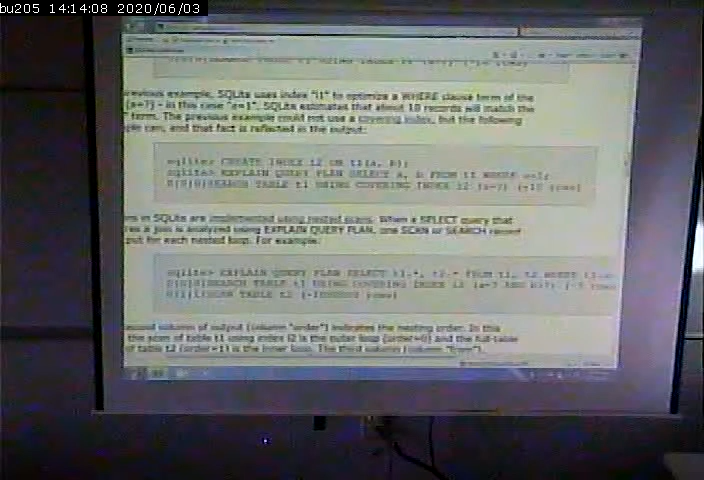 bu205 14:14:08 2020/06/03
revious example, SQLite uses index "i1" to optimize a WHERE clause term of the
(a=?) - in this case "a=1". SQLite estimates that about 10 records will match the
" term. The previous example could not use a covering index, but the following
ple can, and that fact is reflected in the output:
sqlite> CREATE INDEX i2 ON t1(a, b);
sqlite> EXPLAIN QUERY PLAN SELECT a, b FROM t1 WHERE a=1;
0|0|0|SEARCH TABLE t1 USING COVERING INDEX i2 (a=?) (~10 rows)
ns in SQLite are implemented using nested scans. When a SELECT query that
res a join is analyzed using EXPLAIN QUERY PLAN, one SCAN or SEARCH record
put for each nested loop. For example:
sqlite> EXPLAIN QUERY PLAN SELECT t1.*, t2.* FROM t1, t2 WHERE t1.
0|0|0|SEARCH TABLE t1 USING COVERING INDEX i2 (a=? AND b>?) (~3 rows
0|1|1|SCAN TABLE t2 (~1000000 rows)
econd column of output (column "order") indicates the nesting order. In this
the scan of table t1 using index i2 is the outer loop (order=0) and the full-table
of table t2 (order=1) is the inner loop. The third column (column "from"),